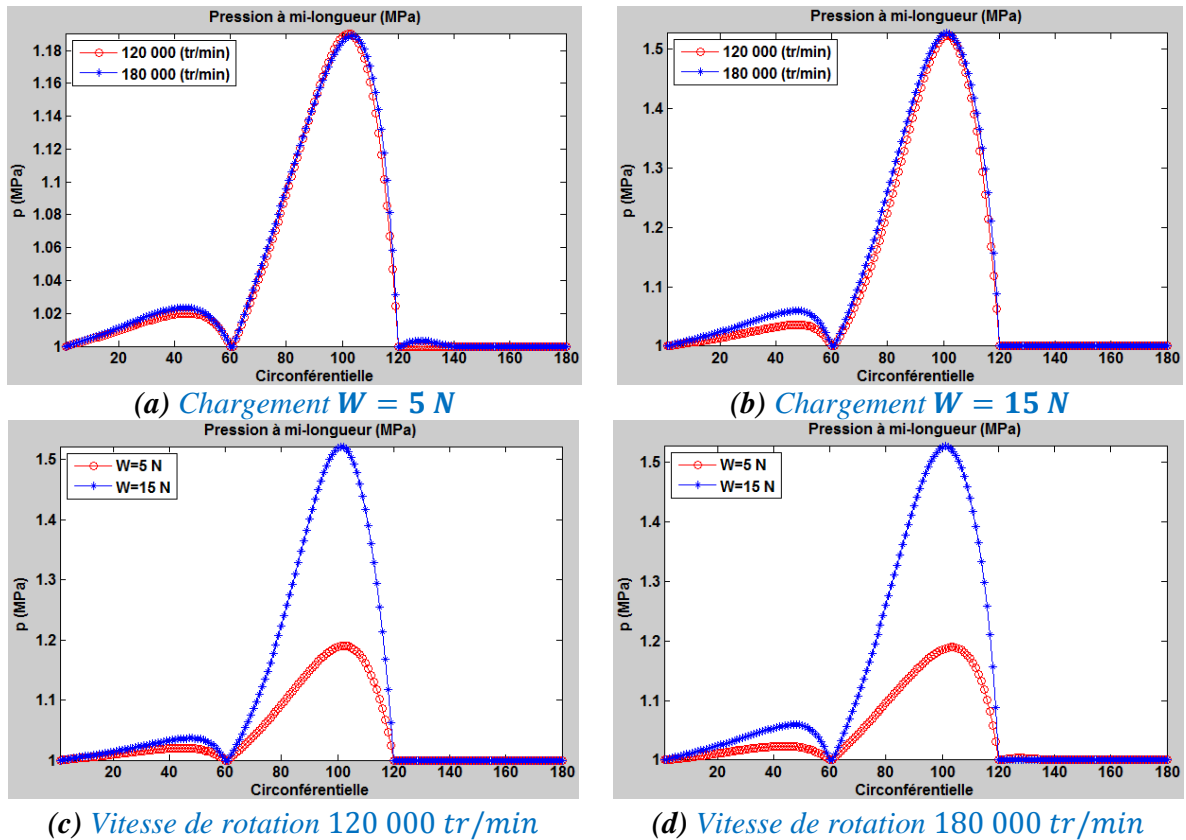 Pression à mi-longueur (MPa)
120 000 (tr/min)
180 000 (tr/min)
p (MPa)
1.18
1.16
1.14
1.12
1.1
1.08
1.06
1.04
1.02
1
20 40 60 80 100 120 140 160 180
Circonférentielle
(a) Chargement W = 5 N
Pression à mi-longueur (MPa)
120 000 (tr/min)
180 000 (tr/min)
p (MPa)
1.5
1.4
1.3
1.2
1.1
1
20 40 60 80 100 120 140 160 180
Circonférentielle
(b) Chargement W = 15 N
Pression à mi-longueur (MPa)
W=5 N
W=15 N
p (MPa)
1.5
1.4
1.3
1.2
1.1
1
20 40 60 80 100 120 140 160 180
Circonférentielle
(c) Vitesse de rotation 120 000 tr/min
Pression à mi-longueur (MPa)
W=5 N
W=15 N
p (MPa)
1.5
1.4
1.3
1.2
1.1
1
20 40 60 80 100 120 140 160 180
Circonférentielle
(d) Vitesse de rotation 180 000 tr/min